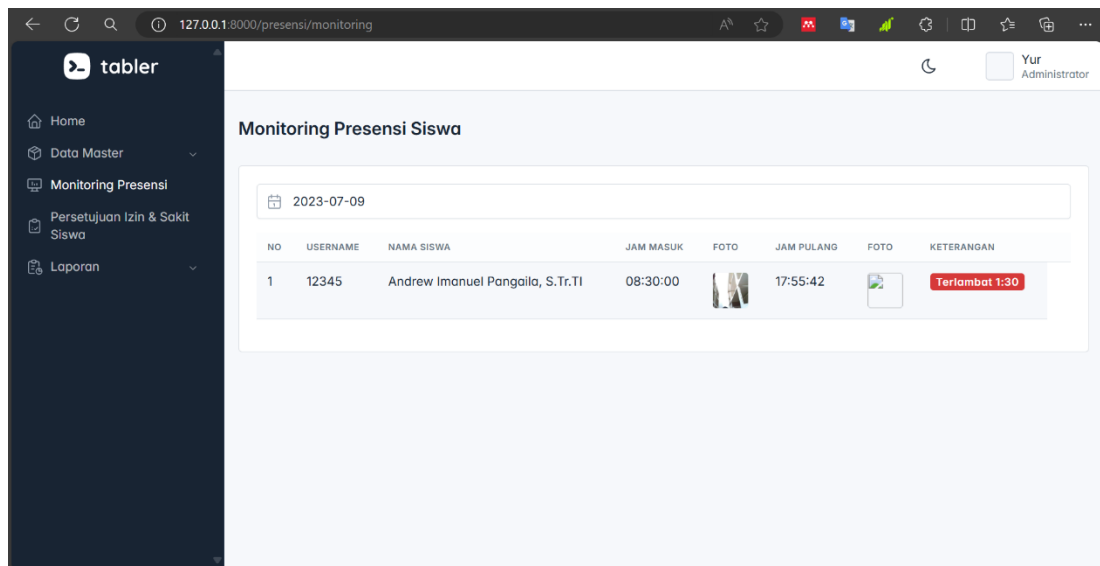 127.0.0.1:8000/presensi/monitoring
tabler
Yur
Administrator
Home
Data Master
Monitoring Presensi
Persetujuan Izin & Sakit
Siswa
Laporan
Monitoring Presensi Siswa
2023-07-09
NO USERNAME NAMA SISWA JAM MASUK FOTO JAM PULANG FOTO KETERANGAN
1 12345 Andrew Imanuel Pangaila, S.Tr.TI 08:30:00 17:55:42 Terlambat 1:30